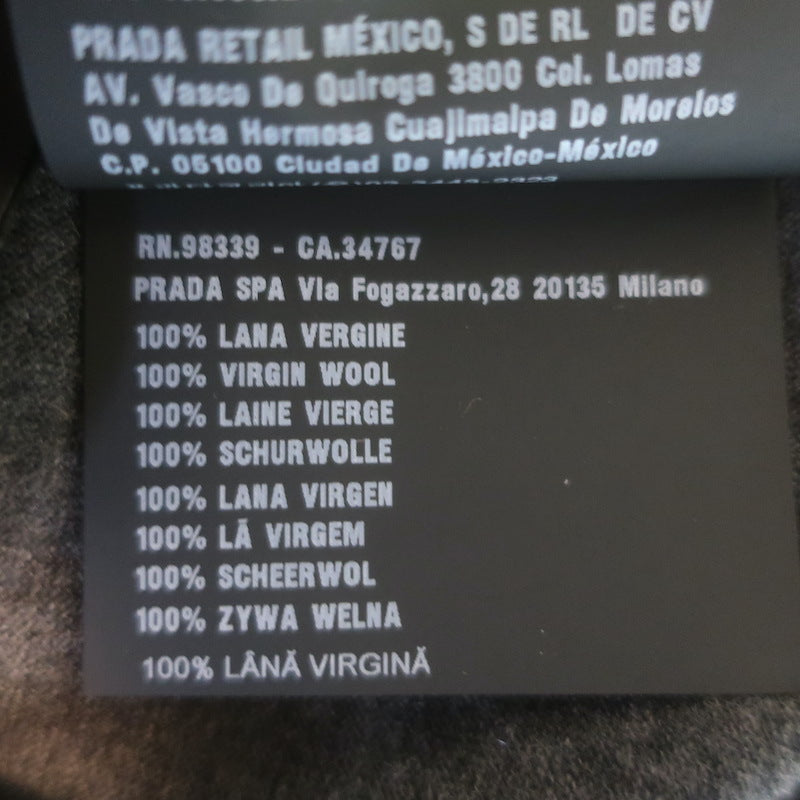 PRADA RETAIL MÉXICO, S DE RL DE CV
AV. Vasco De Quiroga 3800 Col. Lomas
De Vista Hermosa Cuajimalpa De Morelos
C.P. 05100 Ciudad De México-México
RN.98339 - CA.34767
PRADA SPA Via Fogazzaro,28 20135 Milano
100% LANA VERGINE
100% VIRGIN WOOL
100% LAINE VIERGE
100% SCHURWOLLE
100% LANA VIRGEN
100% LÃ VIRGEM
100% SCHEERWOL
100% ZYWA WELNA
100% LÂNĂ VIRGINĂ